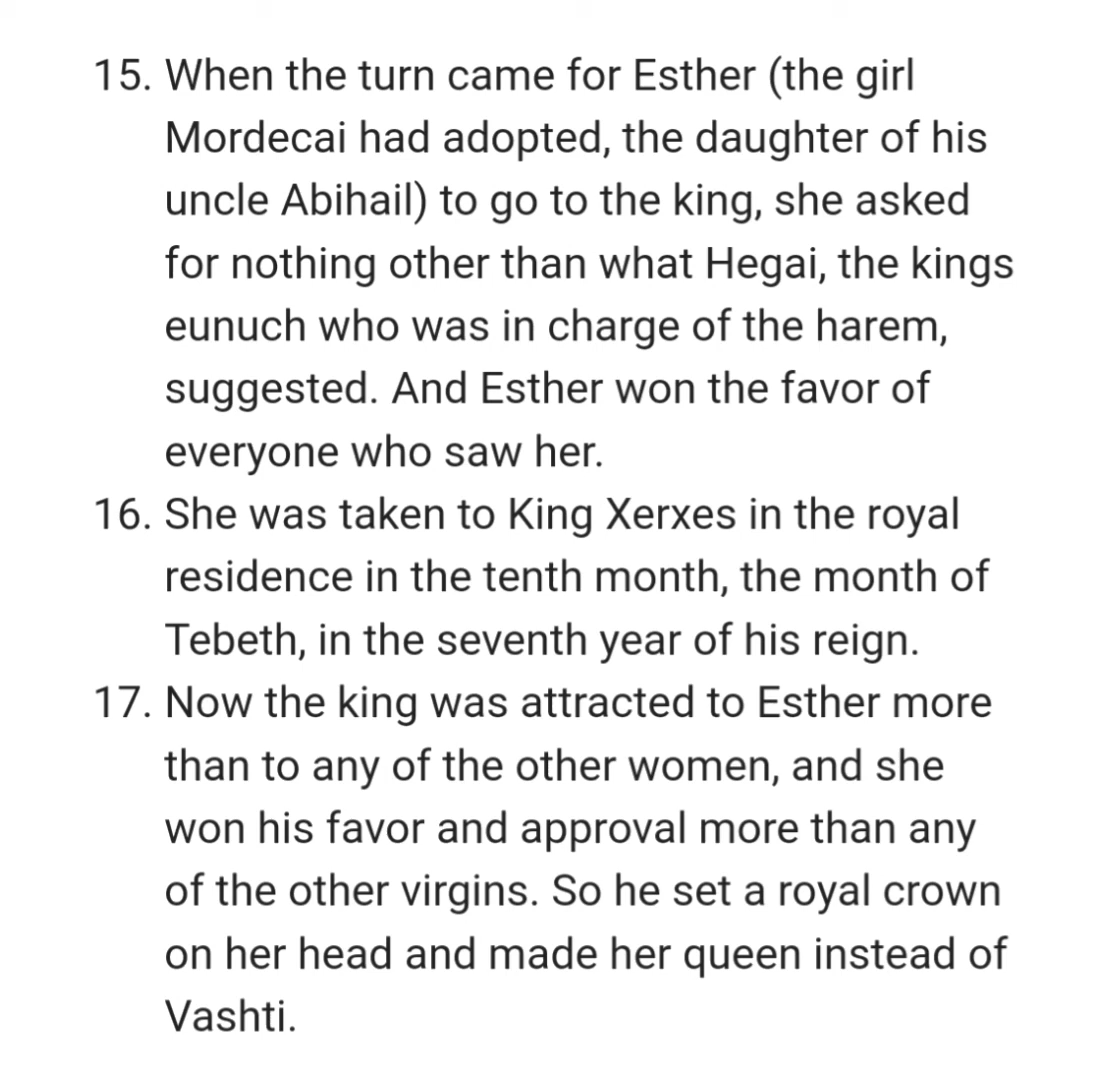 15. When the turn came for Esther (the girl
Mordecai had adopted, the daughter of his
uncle Abihail) to go to the king, she asked
for nothing other than what Hegai, the kings
eunuch who was in charge of the harem,
suggested. And Esther won the favor of
everyone who saw her.
16. She was taken to King Xerxes in the royal
residence in the tenth month, the month of
Tebeth, in the seventh year of his reign.
17. Now the king was attracted to Esther more
than to any of the other women, and she
won his favor and approval more than any
of the other virgins. So he set a royal crown
on her head and made her queen instead of
Vashti.